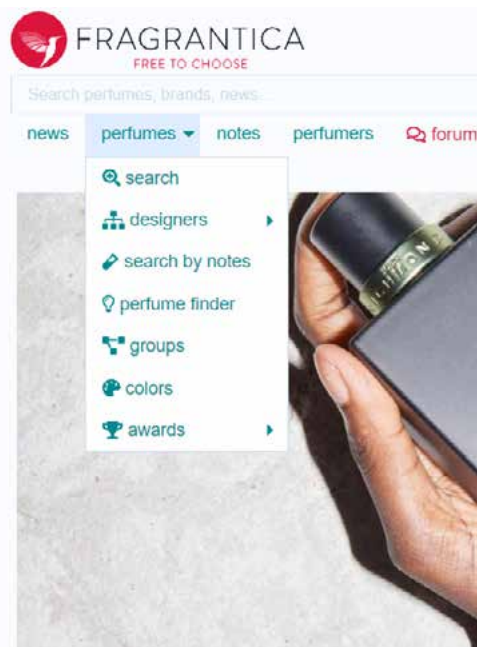 FRAGRANTICA
FREE TO CHOOSE
Search perfumes, brands, news...
news perfumes notes perfumers forum
search
designers
search by notes
perfume finder
groups
colors
awards